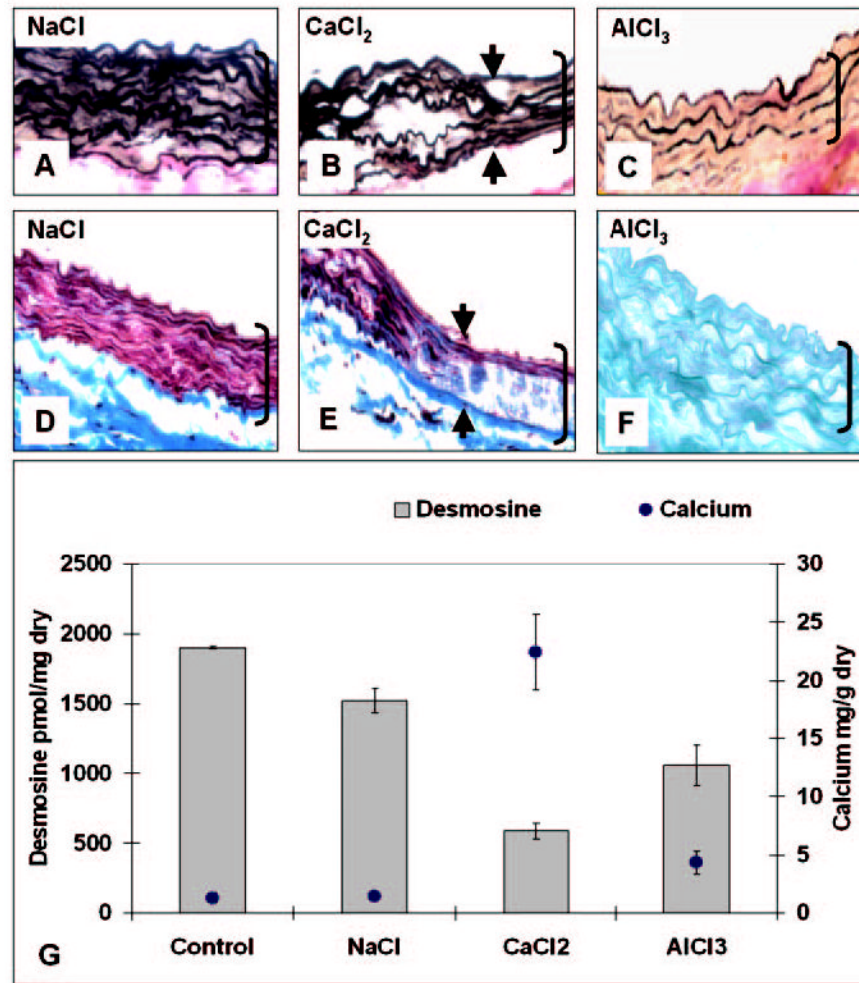 NaCl CaCl₂ AlCl₃
A B C
NaCl CaCl₂ AlCl₃
D E F
Desmosine Calcium
2500 30
2000 25
1500 20
1000 15
500 10
0 5
0
Desmosine pmol/mg dry
Calcium mg/g dry
Control NaCl CaCl2 AlCl3
G